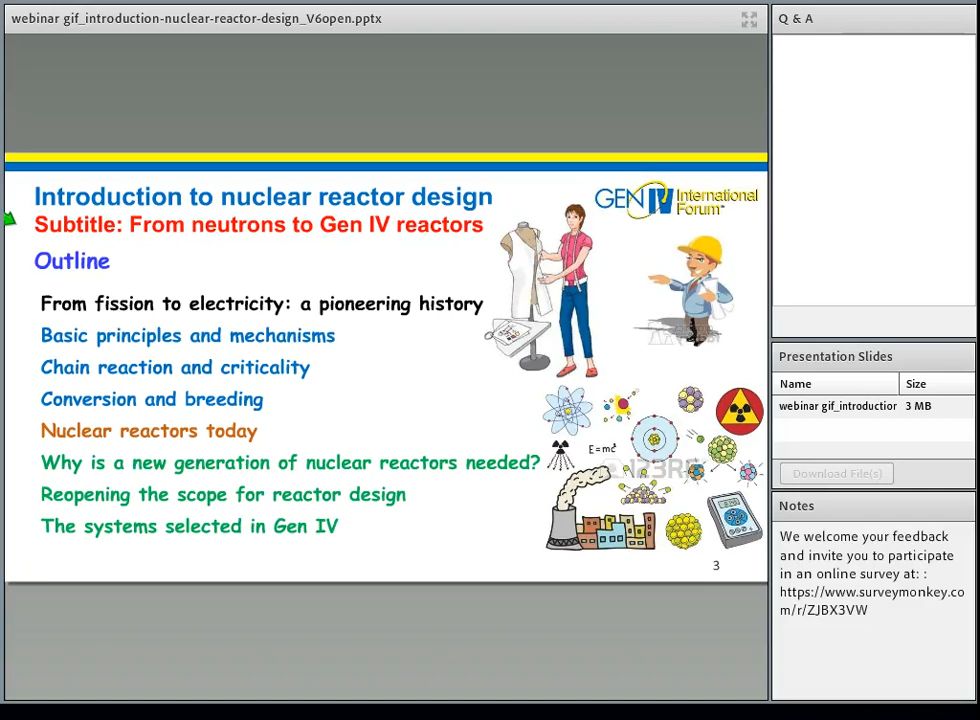 webinar gif_introduction-nuclear-reactor-design_V6open.pptx
Introduction to nuclear reactor design
Subtitle: From neutrons to Gen IV reactors
GEN IV International
Forum
Outline
From fission to electricity: a pioneering history
Basic principles and mechanisms
Chain reaction and criticality
Conversion and breeding
Nuclear reactors today
Why is a new generation of nuclear reactors needed?
Reopening the scope for reactor design
The systems selected in Gen IV
E=mc²
3
Q & A
Presentation Slides
Name Size
webinar gif_introductior 3 MB
Download File(s)
Notes
We welcome your feedback
and invite you to participate
in an online survey at: :
https://www.surveymonkey.co
m/r/ZJBX3VW